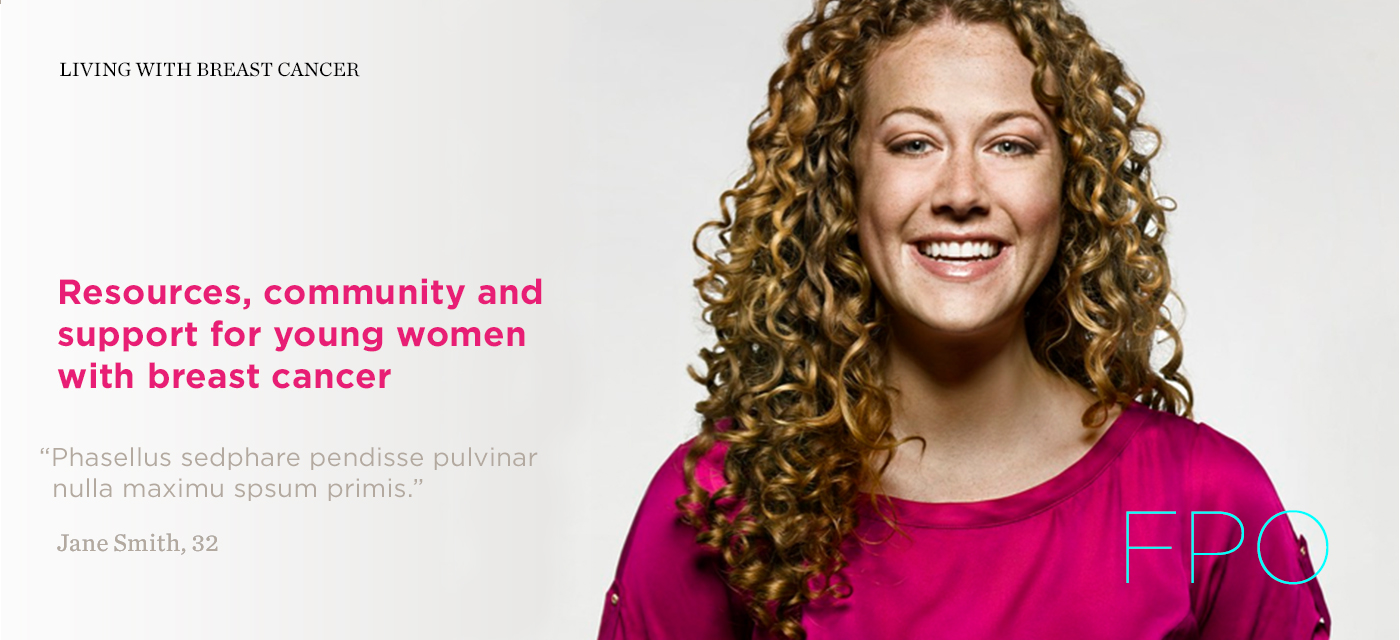 LIVING WITH BREAST CANCER
Resources, community and
support for young women
with breast cancer
“Phasellus sedphare pendisse pulvinar
nulla maximu spsum primis.”
Jane Smith, 32
FPO